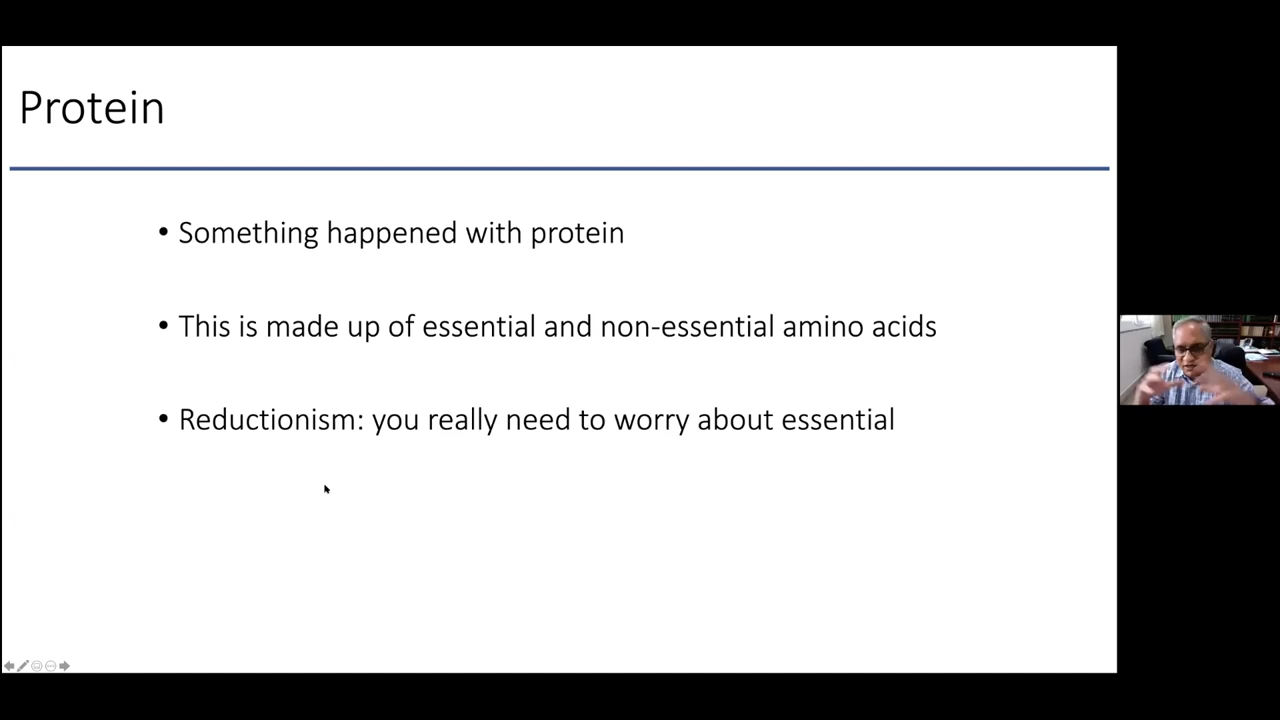 Protein
• Something happened with protein
• This is made up of essential and non-essential amino acids
• Reductionism: you really need to worry about essential